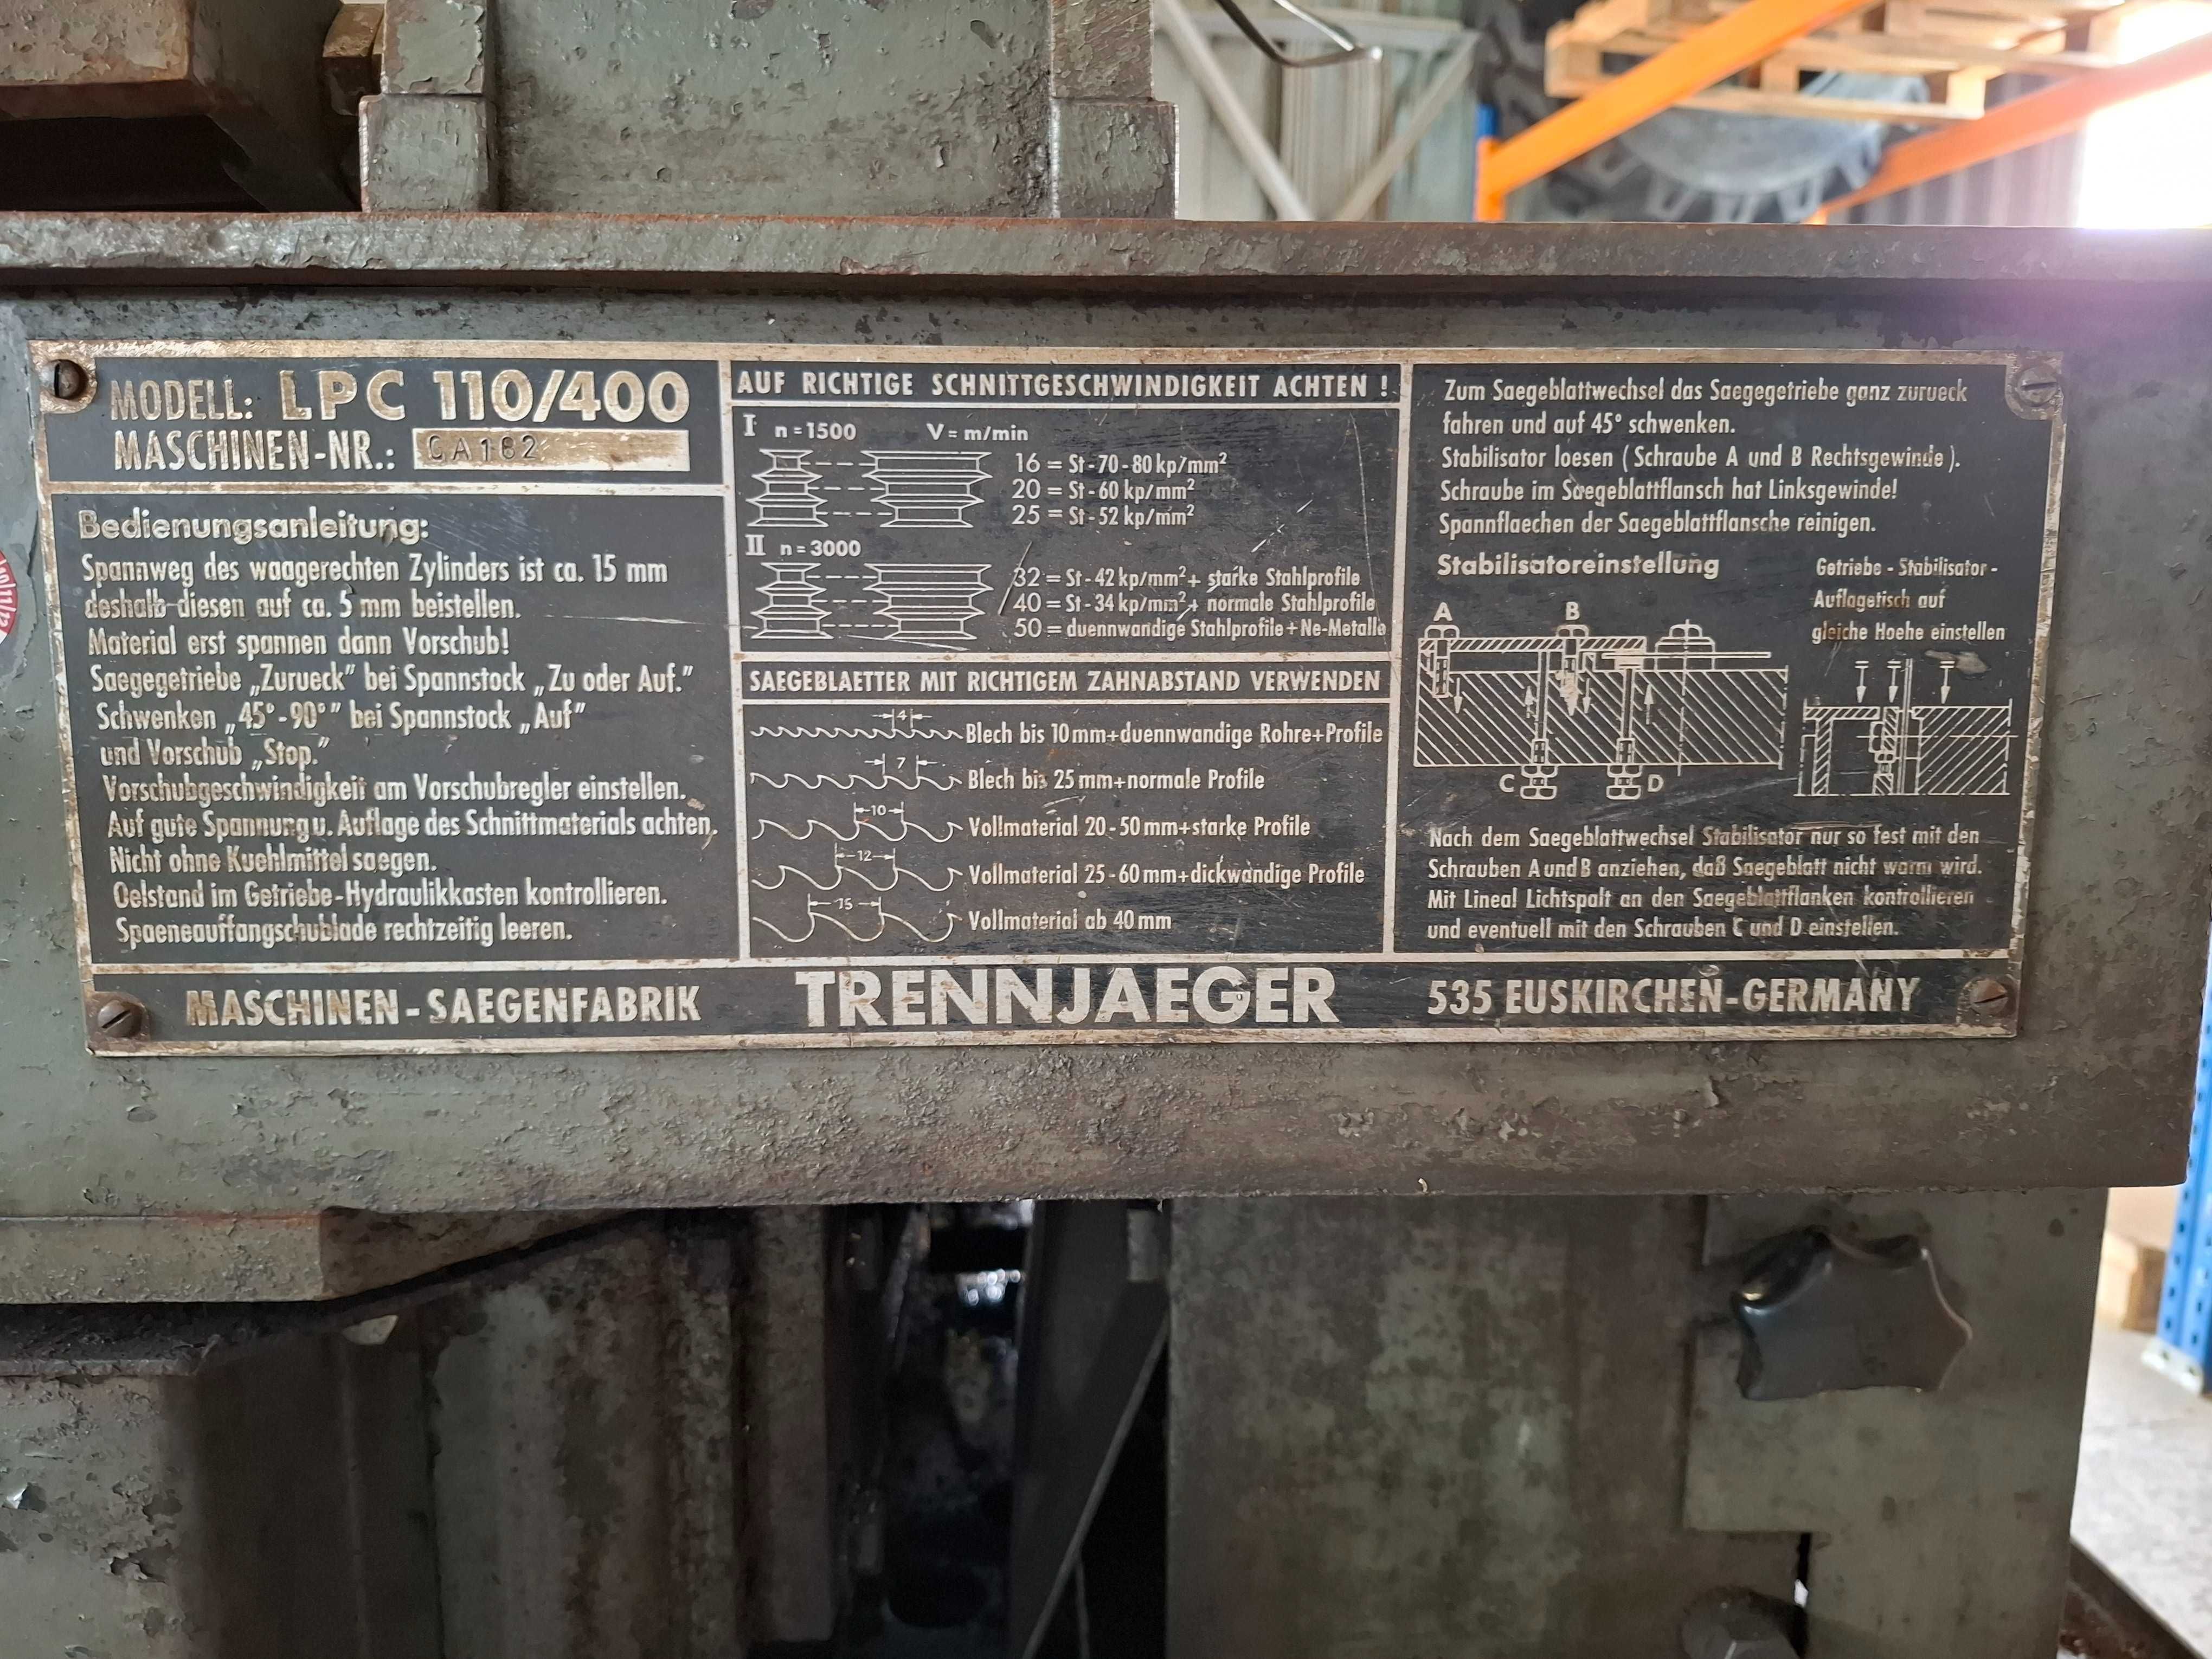 MODELL: LPC 110/400
MASCHINEN-NR.: CA182
Bedienungsanleitung:
Spannweg des waagerechten Zylinders ist ca. 15 mm
deshalb diesen auf ca. 5 mm beistellen.
Material erst spannen dann Vorschub!
Saegegetriebe „Zurueck” bei Spannstock „Zu oder Auf.”
Schwenken „45°-90°” bei Spannstock „Auf”
und Vorschub „Stop.”
Vorschubgeschwindigkeit am Vorschubregler einstellen.
Auf gute Spannung u. Auflage des Schnittmaterials achten.
Nicht ohne Kuehlmittel saegen.
Oelstand im Getriebe-Hydraulikkasten kontrollieren.
Spaeneauffangschublade rechtzeitig leeren.
AUF RICHTIGE SCHNITTGESCHWINDIGKEIT ACHTEN !
I n=1500 V= m/min
16 = St-70-80 kp/mm²
20 = St-60 kp/mm²
25 = St-52 kp/mm²
II n=3000
32 = St-42 kp/mm²+ starke Stahlprofile
40 = St-34 kp/mm²+ normale Stahlprofile
50 = duennwandige Stahlprofile+Ne-Metalle
SAEGEBLAETTER MIT RICHTIGEM ZAHNABSTAND VERWENDEN
4 Blech bis 10 mm+duennwandige Rohre+Profile
7 Blech bis 25 mm+normale Profile
10 Vollmaterial 20-50 mm+starke Profile
12 Vollmaterial 25-60 mm+dickwandige Profile
15 Vollmaterial ab 40 mm
Zum Saegeblattwechsel das Saegegetriebe ganz zurueck
fahren und auf 45° schwenken.
Stabilisator loesen (Schraube A und B Rechtsgewinde).
Schraube im Saegeblattflansch hat Linksgewinde!
Spannflaechen der Saegeblattflansche reinigen.
Stabilisatoreinstellung
Getriebe - Stabilisator -
Auflagetisch auf
gleiche Hoehe einstellen
A B
C D
Nach dem Saegeblattwechsel Stabilisator nur so fest mit den
Schrauben A und B anziehen, daß Saegeblatt nicht warm wird.
Mit Lineal Lichtspalt an den Saegeblattflanken kontrollieren
und eventuell mit den Schrauben C und D einstellen.
MASCHINEN-SAEGENFABRIK TRENNJAEGER 535 EUSKIRCHEN-GERMANY